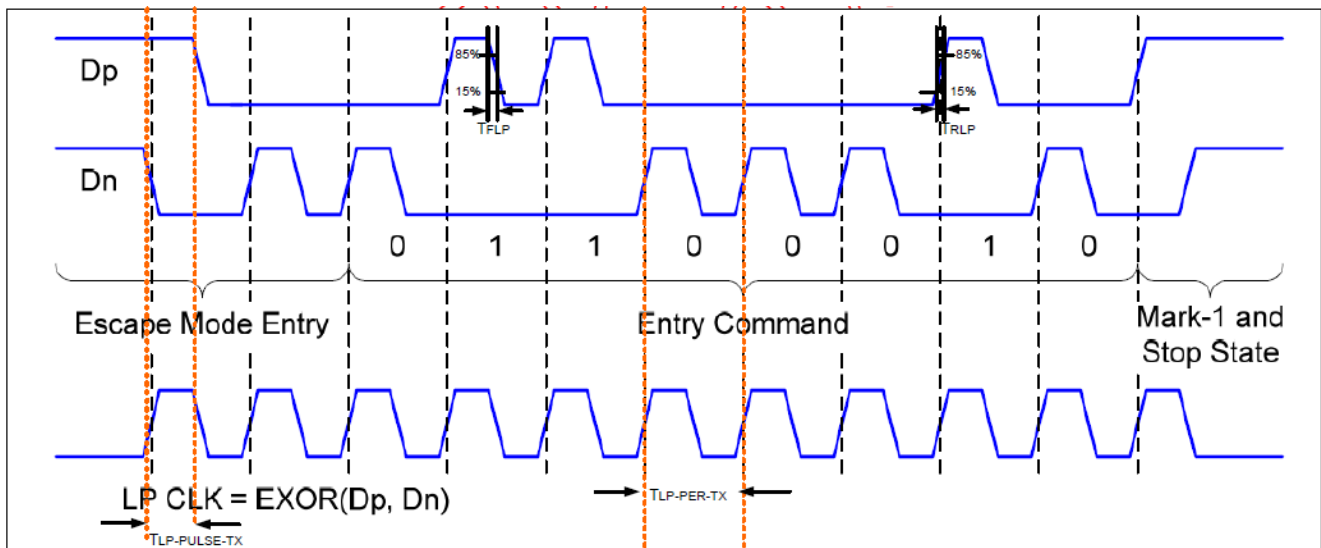 Dp
85%
15%
TFLP
85%
15%
TRLP
Dn
0 1 1 0 0 0 1 0
Escape Mode Entry
Entry Command
Mark-1 and
Stop State
LP CLK = EXOR(Dp, Dn)
TLP-PER-TX
TLP-PULSE-TX